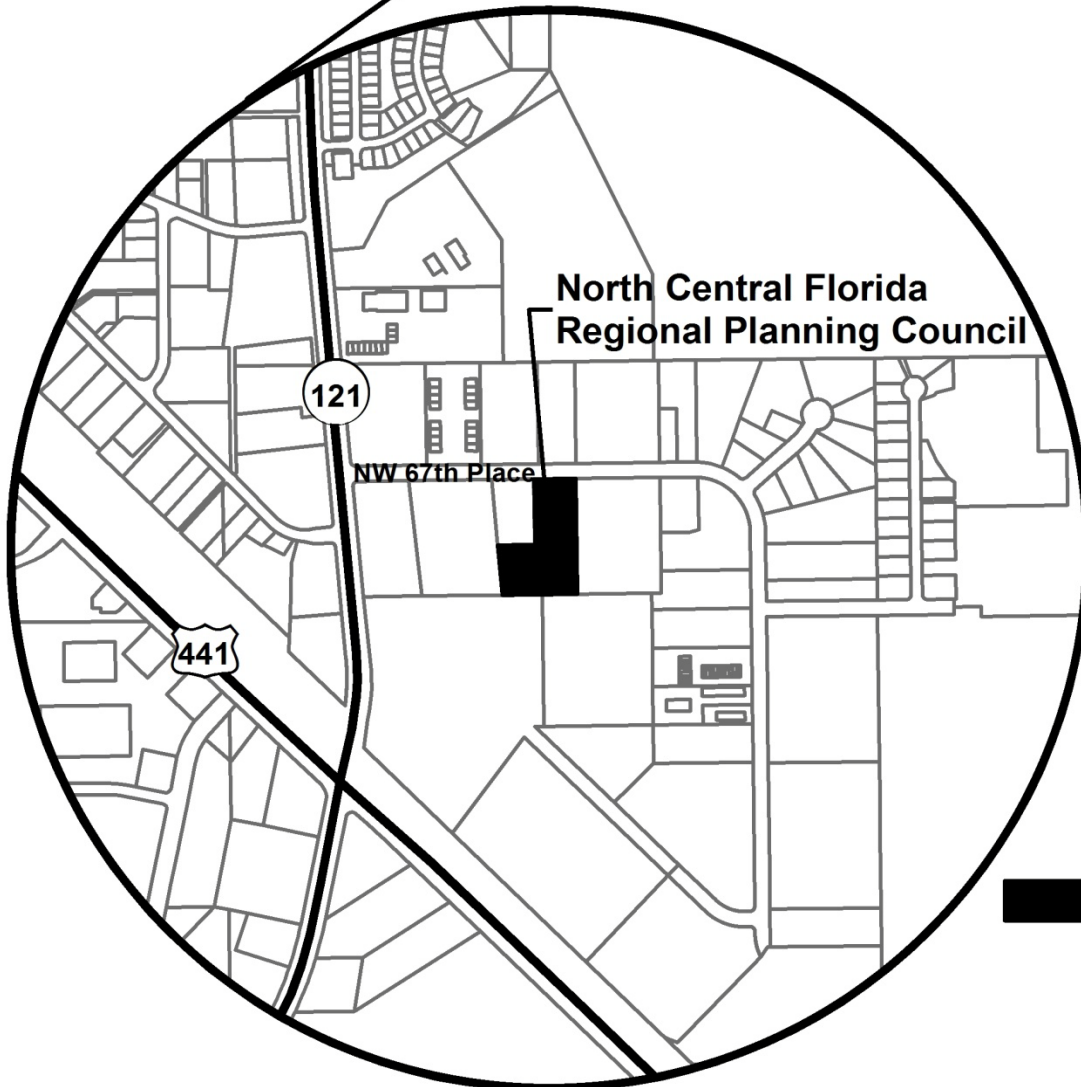 North Central Florida
Regional Planning Council
121
NW 67th Place
441